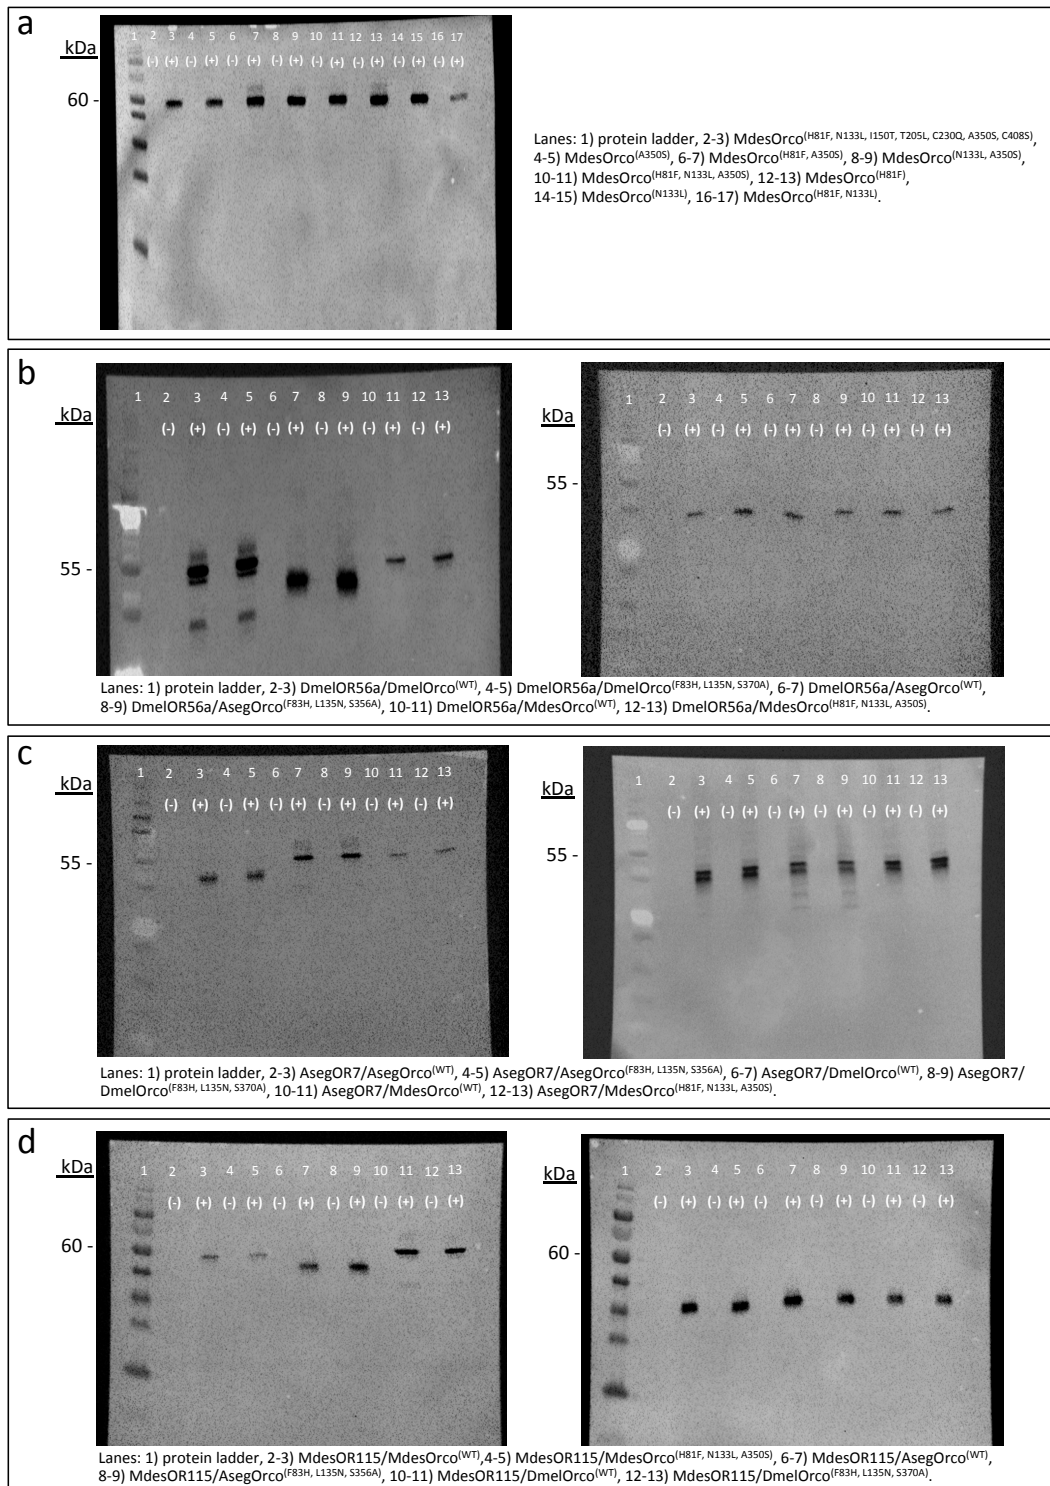 a
kDa
1 2 3 4 5 6 7 8 9 10 11 12 13 14 15 16 17
(-) (+) (-) (+) (-) (+) (-) (+) (-) (+) (-) (+) (-) (+) (-) (+)
60 -
Lanes: 1) protein ladder, 2-3) MdesOrco(H81F, N133L, I150T, T205L, C230Q, A350S, C408S),
4-5) MdesOrco(A350S), 6-7) MdesOrco(H81F, A350S), 8-9) MdesOrco(N133L, A350S),
10-11) MdesOrco(H81F, N133L, A350S), 12-13) MdesOrco(H81F),
14-15) MdesOrco(N133L), 16-17) MdesOrco(H81F, N133L).
b
kDa
1 2 3 4 5 6 7 8 9 10 11 12 13
(-) (+) (-) (+) (-) (+) (-) (+) (-) (+) (-) (+)
55 -
kDa
1 2 3 4 5 6 7 8 9 10 11 12 13
(-) (+) (-) (+) (-) (+) (-) (+) (-) (+) (-) (+)
55 -
Lanes: 1) protein ladder, 2-3) DmelOR56a/DmelOrco(WT), 4-5) DmelOR56a/DmelOrco(F83H, L135N, S370A), 6-7) DmelOR56a/AsegOrco(WT),
8-9) DmelOR56a/AsegOrco(F83H, L135N, S356A), 10-11) DmelOR56a/MdesOrco(WT), 12-13) DmelOR56a/MdesOrco(H81F, N133L, A350S).
c
kDa
1 2 3 4 5 6 7 8 9 10 11 12 13
(-) (+) (-) (+) (-) (+) (-) (+) (-) (+) (-) (+)
55 -
kDa
1 2 3 4 5 6 7 8 9 10 11 12 13
(-) (+) (-) (+) (-) (+) (-) (+) (-) (+) (-) (+)
55 -
Lanes: 1) protein ladder, 2-3) AsegOR7/AsegOrco(WT), 4-5) AsegOR7/AsegOrco(F83H, L135N, S356A), 6-7) AsegOR7/DmelOrco(WT), 8-9) AsegOR7/
DmelOrco(F83H, L135N, S370A), 10-11) AsegOR7/MdesOrco(WT), 12-13) AsegOR7/MdesOrco(H81F, N133L, A350S).
d
kDa
1 2 3 4 5 6 7 8 9 10 11 12 13
(-) (+) (-) (+) (-) (+) (-) (+) (-) (+) (-) (+)
60 -
kDa
1 2 3 4 5 6 7 8 9 10 11 12 13
(-) (+) (-) (+) (-) (+) (-) (+) (-) (+) (-) (+)
60 -
Lanes: 1) protein ladder, 2-3) MdesOR115/MdesOrco(WT),4-5) MdesOR115/MdesOrco(H81F, N133L, A350S), 6-7) MdesOR115/AsegOrco(WT),
8-9) MdesOR115/AsegOrco(F83H, L135N, S356A), 10-11) MdesOR115/DmelOrco(WT), 12-13) MdesOR115/DmelOrco(F83H, L135N, S370A).